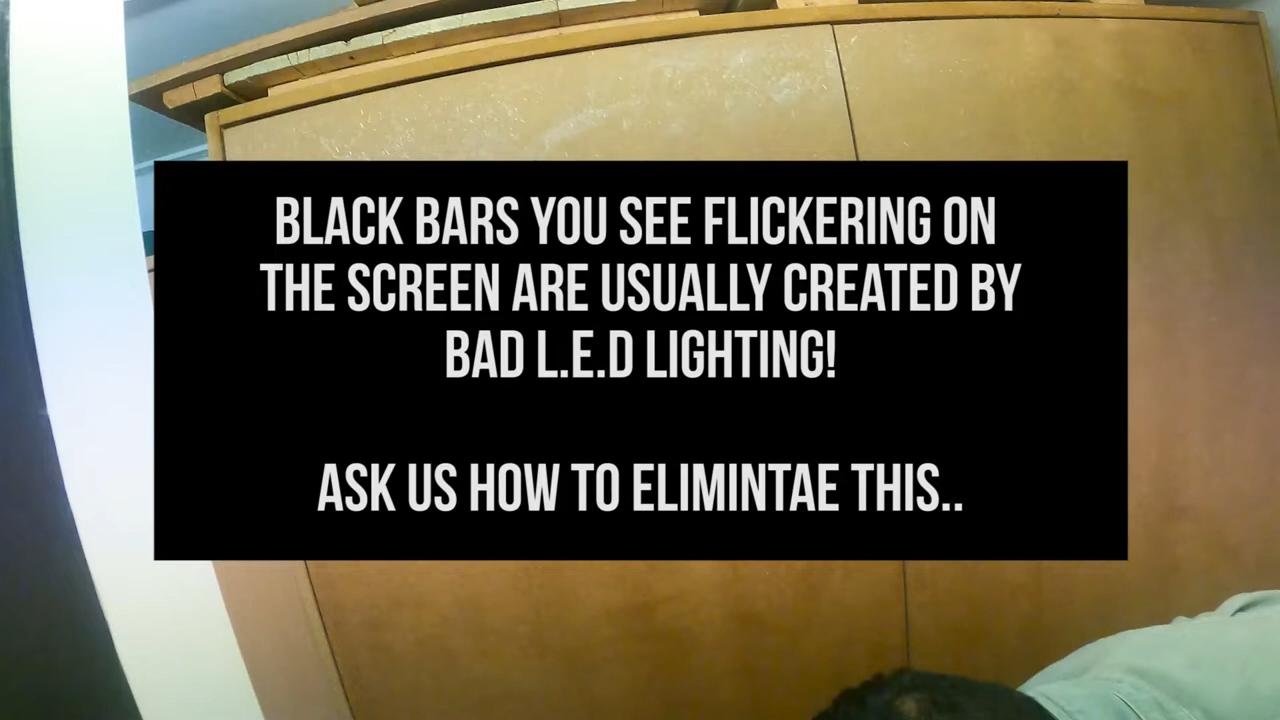 BLACK BARS YOU SEE FLICKERING ON
THE SCREEN ARE USUALLY CREATED BY
BAD L.E.D LIGHTING!
ASK US HOW TO ELIMINTAE THIS..